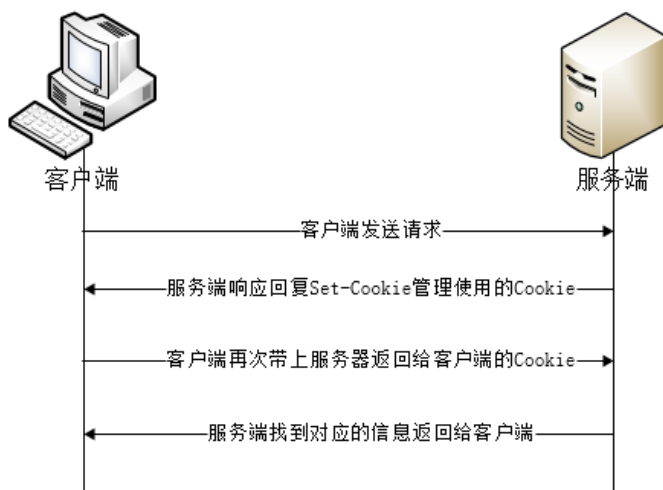 客户端
服务端
客户端发送请求
服务端响应回复Set-Cookie管理使用的Cookie
客户端再次带上服务器返回给客户端的Cookie
服务端找到对应的信息返回给客户端